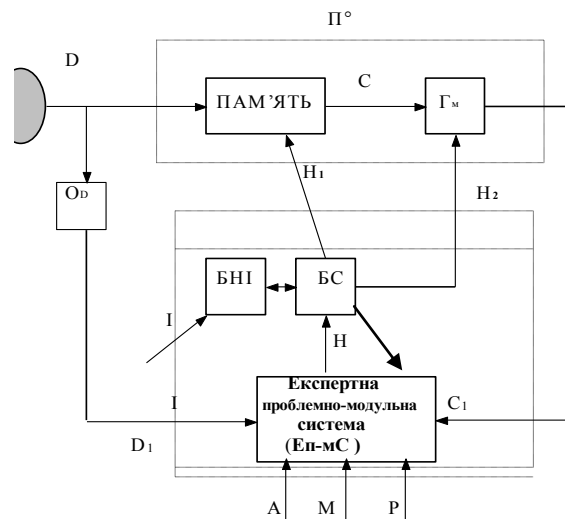 П°
D
ПАМ’ЯТЬ
C
Гм
OD
H1
H2
БНІ
БС
I
H
Експертна
проблемно-модульна
система
(Еп-мС )
I
D1
C1
A
M
P